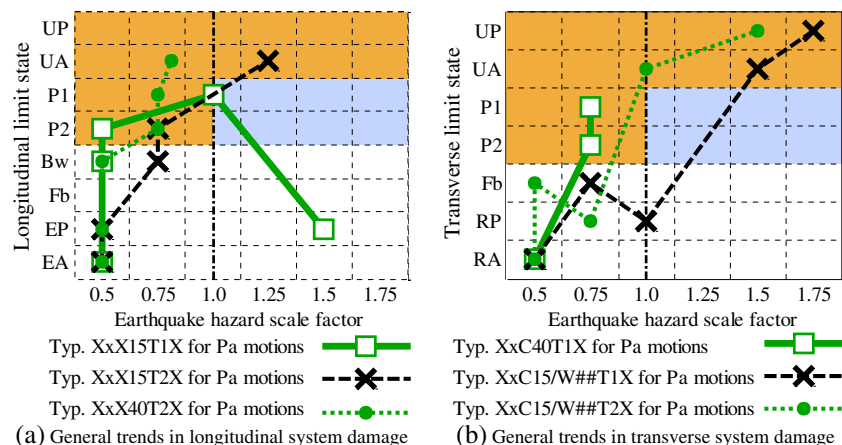 Longitudinal limit state
UP
UA
P1
P2
Bw
Fb
EP
EA
0.5 0.75 1.0 1.25 1.5 1.75
Earthquake hazard scale factor
Typ. XxX15T1X for Pa motions
Typ. XxX15T2X for Pa motions
Typ. XxX40T2X for Pa motions
(a) General trends in longitudinal system damage
Transverse limit state
UP
UA
P1
P2
Fb
RP
RA
0.5 0.75 1.0 1.25 1.5 1.75
Earthquake hazard scale factor
Typ. XxC40T1X for Pa motions
Typ. XxC15/W##T1X for Pa motions
Typ. XxC15/W##T2X for Pa motions
(b) General trends in transverse system damage